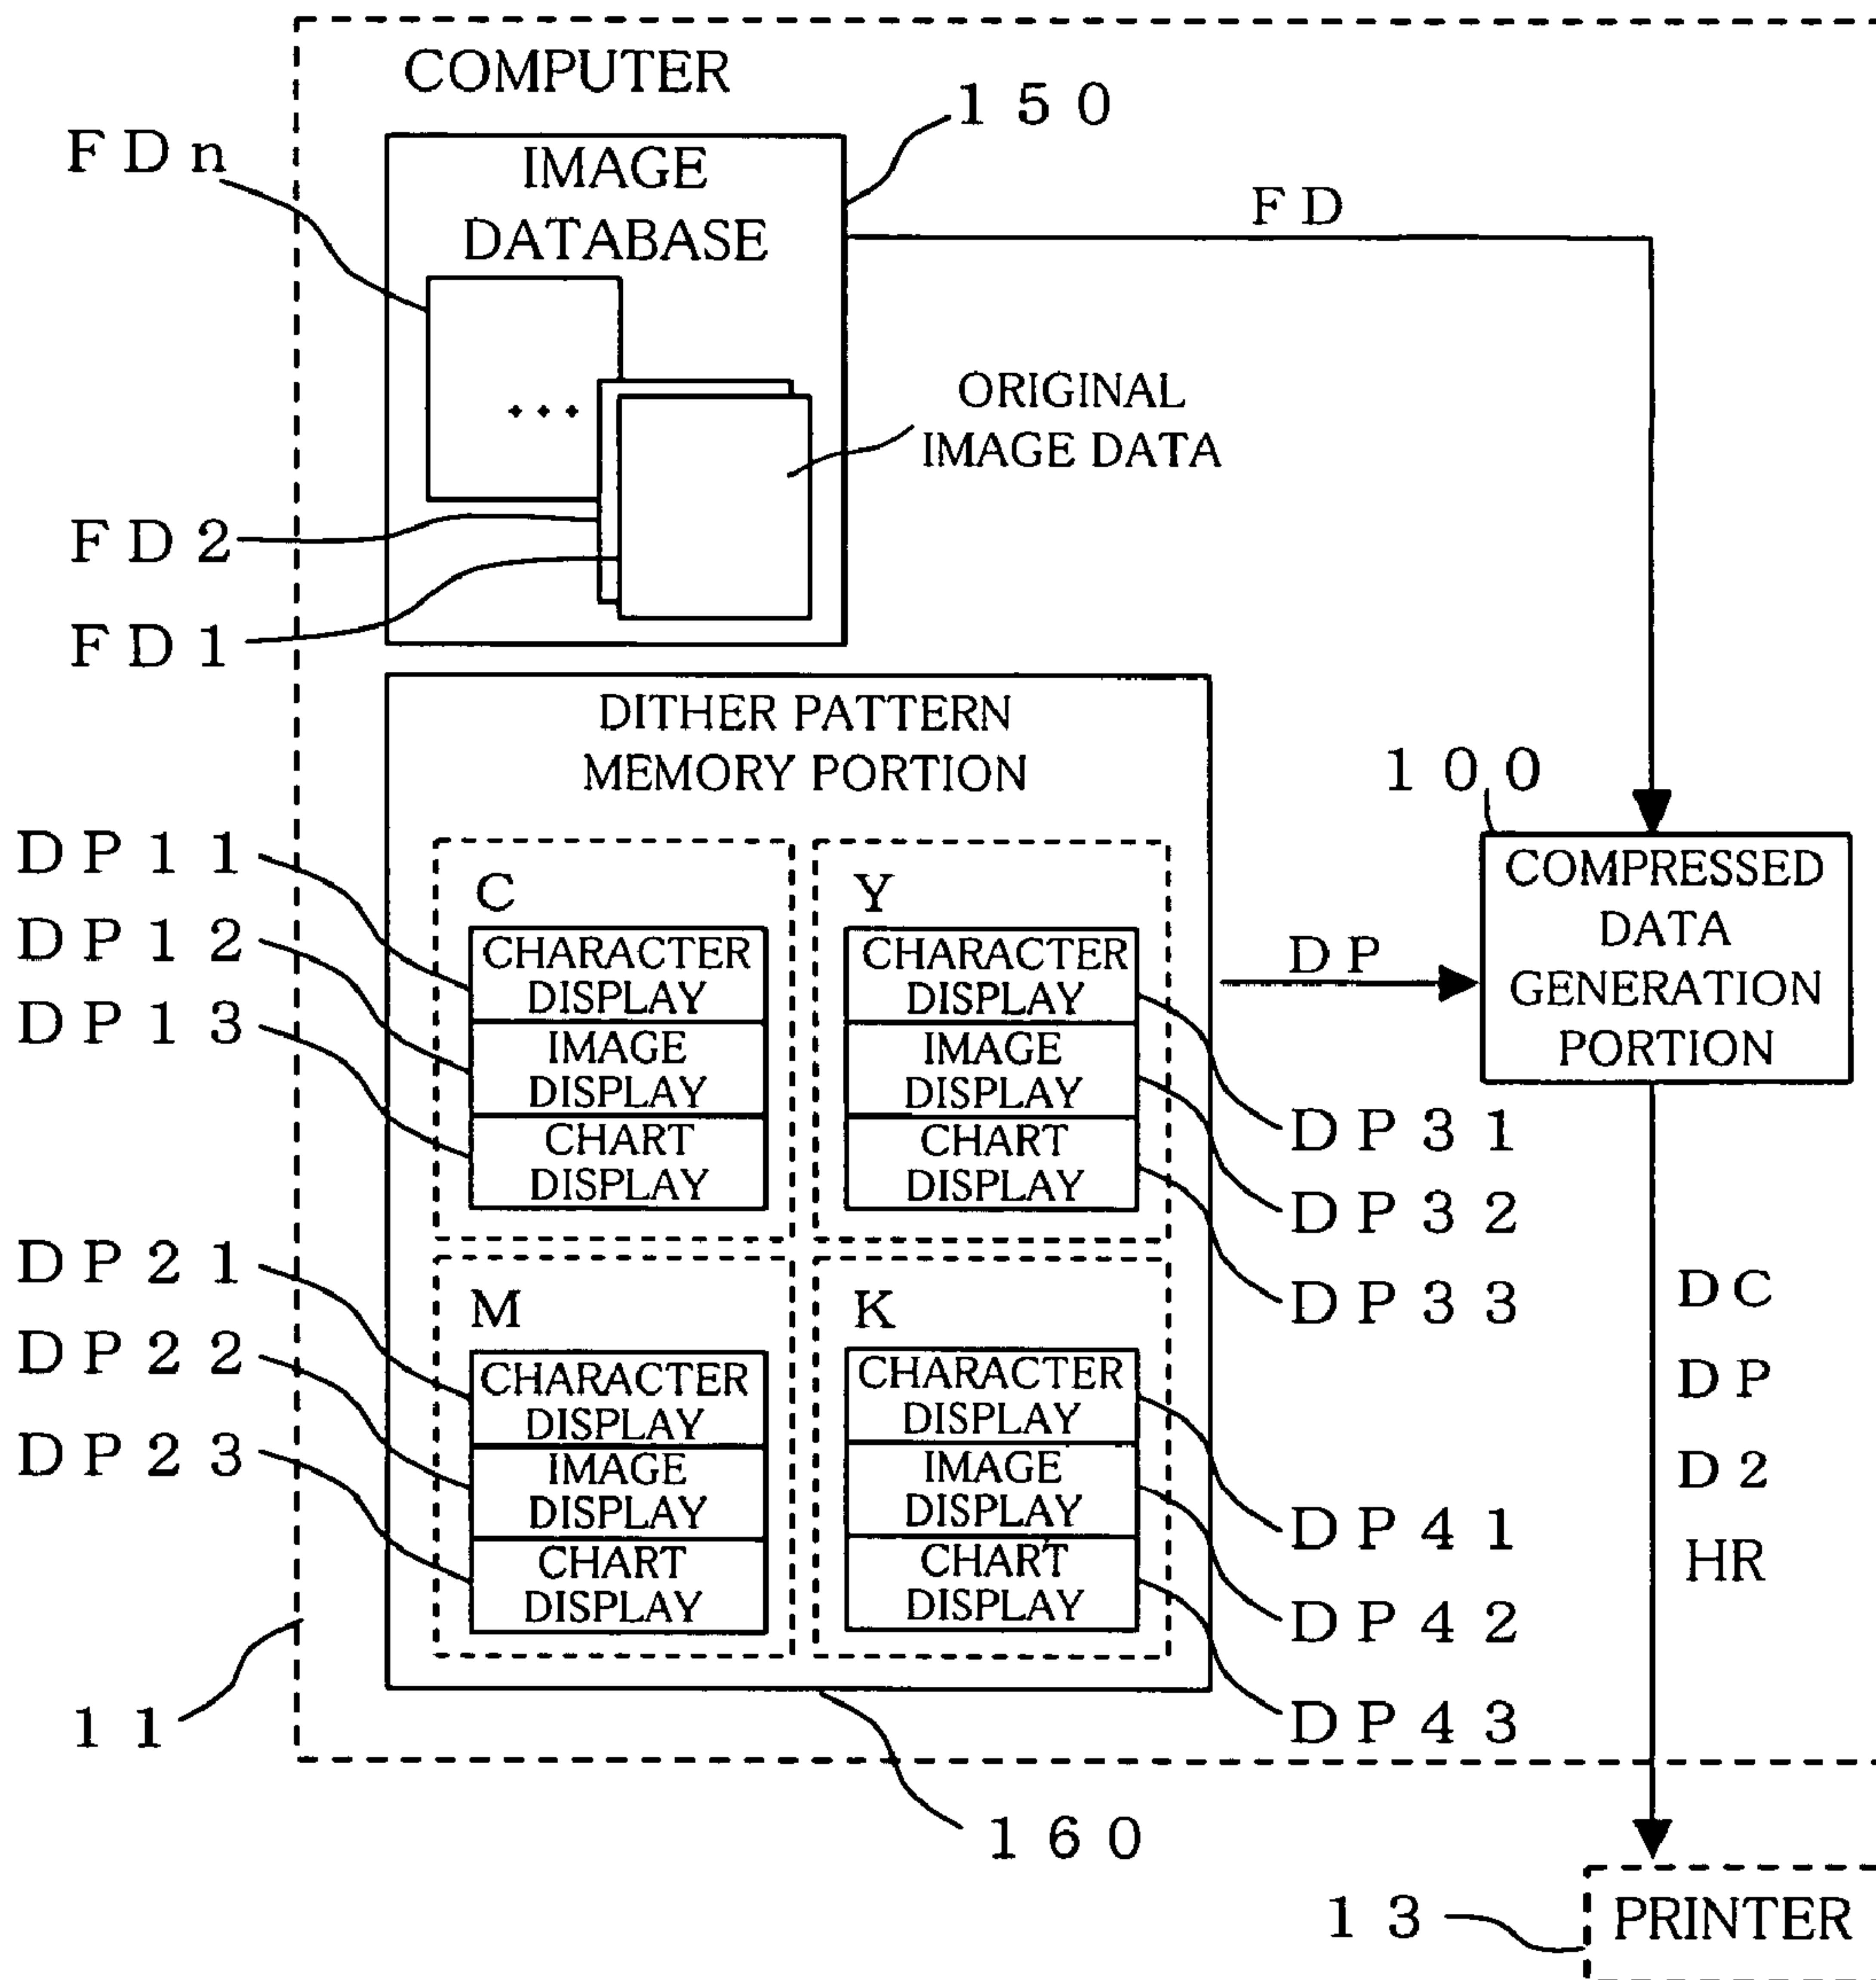 COMPUTER
150
FDn
IMAGE
DATABASE
FD
...
ORIGINAL
IMAGE DATA
FD2
FD1
DITHER PATTERN
MEMORY PORTION
100
COMPRESSED
DATA
GENERATION
PORTION
DP
DP11
DP12
DP13
C
CHARACTER
DISPLAY
IMAGE
DISPLAY
CHART
DISPLAY
Y
CHARACTER
DISPLAY
IMAGE
DISPLAY
CHART
DISPLAY
DP31
DP32
DP33
DP21
DP22
DP23
M
CHARACTER
DISPLAY
IMAGE
DISPLAY
CHART
DISPLAY
K
CHARACTER
DISPLAY
IMAGE
DISPLAY
CHART
DISPLAY
DP41
DP42
DP43
DC
DP
D2
HR
11
160
13
PRINTER